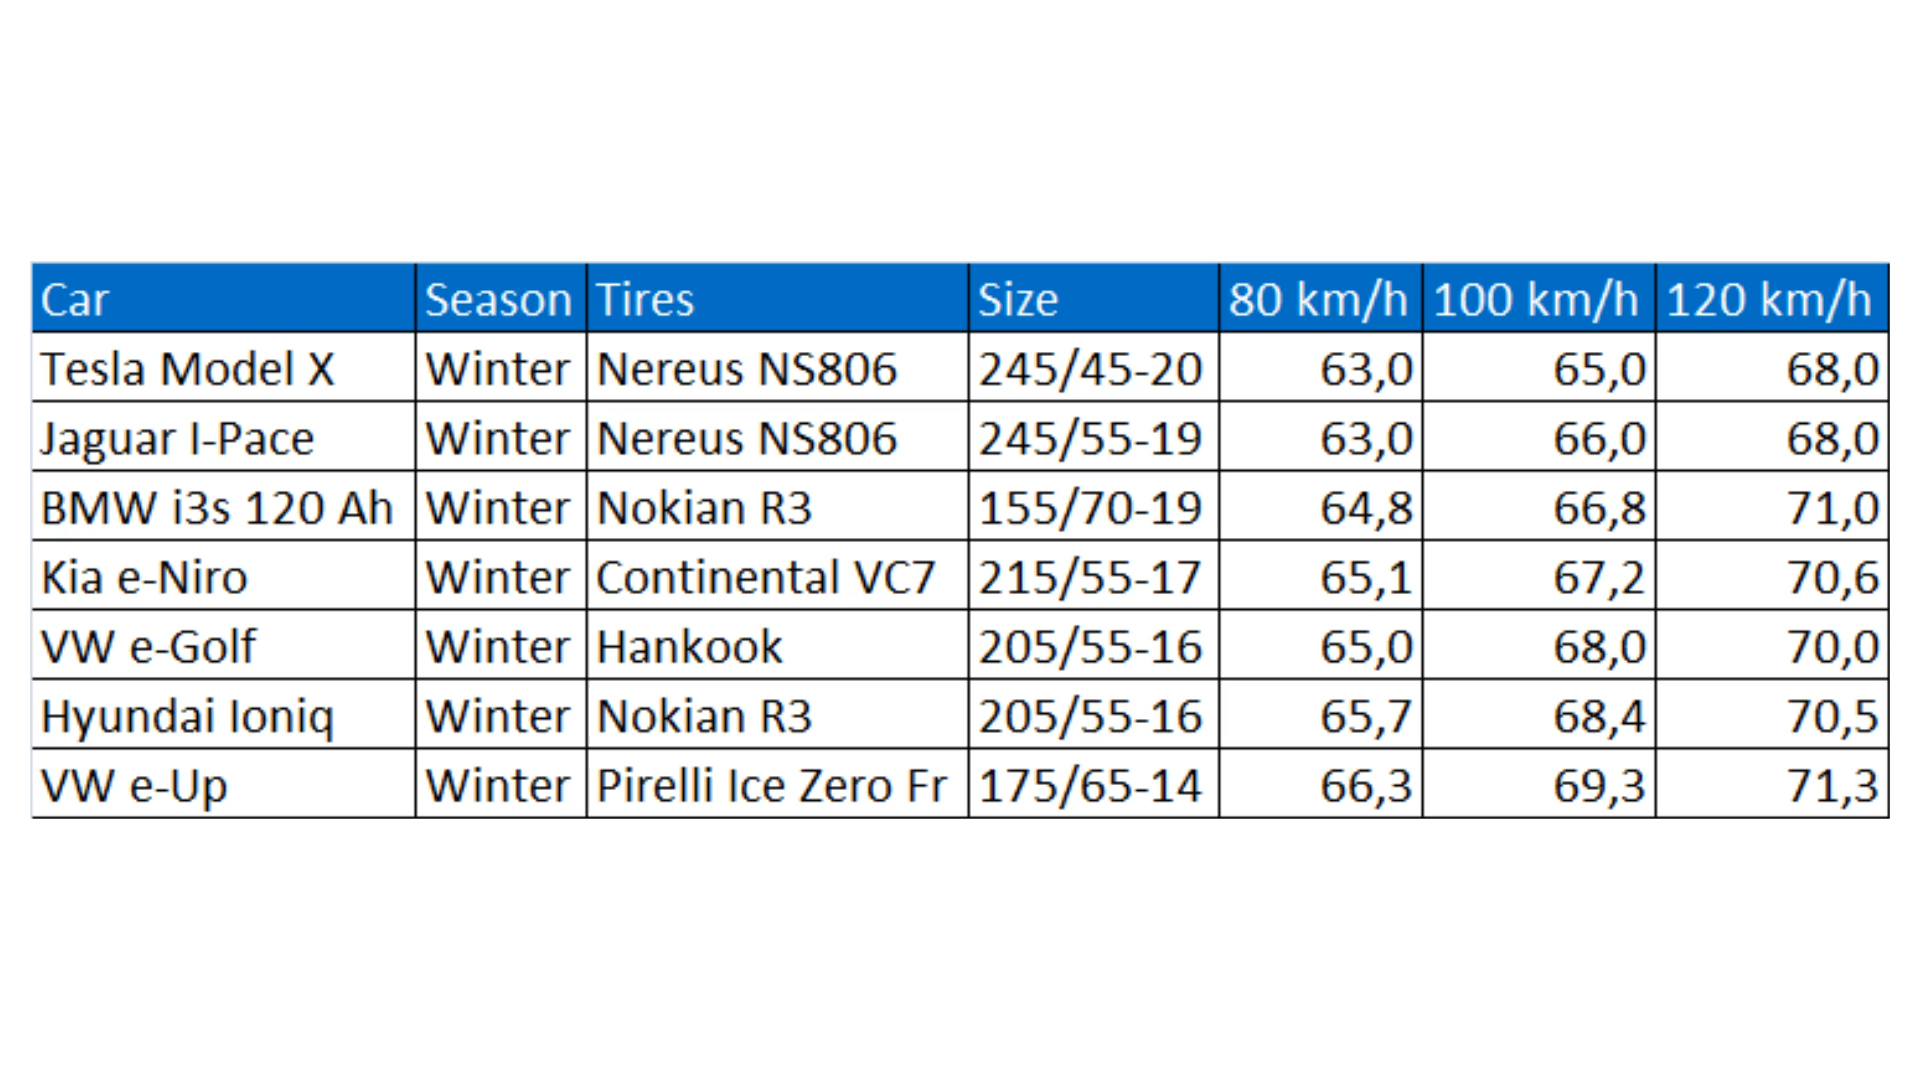 Car Season Tires Size 80 km/h 100 km/h 120 km/h
Tesla Model X Winter Nereus NS806 245/45-20 63,0 65,0 68,0
Jaguar I-Pace Winter Nereus NS806 245/55-19 63,0 66,0 68,0
BMW i3s 120 Ah Winter Nokian R3 155/70-19 64,8 66,8 71,0
Kia e-Niro Winter Continental VC7 215/55-17 65,1 67,2 70,6
VW e-Golf Winter Hankook 205/55-16 65,0 68,0 70,0
Hyundai Ioniq Winter Nokian R3 205/55-16 65,7 68,4 70,5
VW e-Up Winter Pirelli Ice Zero Fr 175/65-14 66,3 69,3 71,3